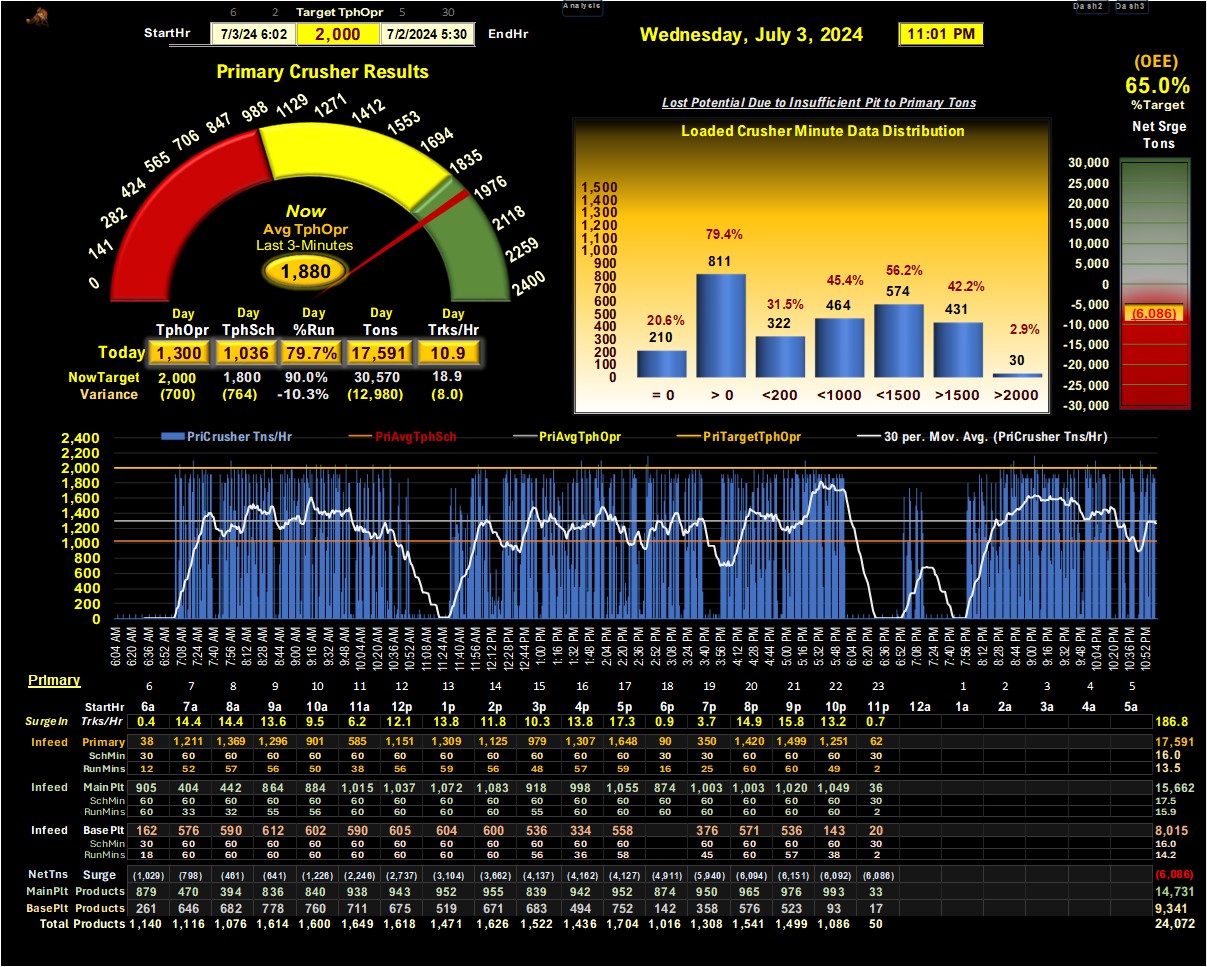 6 2 Target TphOpr 5 30 Analysis Dash2 Dash3
StartHr 7/3/24 6:02 2,000 7/2/2024 5:30 EndHr Wednesday, July 3, 2024 11:01 PM
(OEE)
65.0%
%Target
Net Srge
Tons
30,000
25,000
20,000
15,000
10,000
5,000
0
-5,000
(6,086)
-10,000
-15,000
-20,000
-25,000
-30,000
Primary Crusher Results
0 141 282 424 565 706 847 988 1129 1271 1412 1553 1694 1835 1976 2118 2259 2400
Now
Avg TphOpr
Last 3-Minutes
1,880
Day Day Day Day Day
TphOpr TphSch %Run Tons Trks/Hr
Today 1,300 1,036 79.7% 17,591 10.9
NowTarget 2,000 1,800 90.0% 30,570 18.9
Variance (700) (764) -10.3% (12,980) (8.0)
Lost Potential Due to Insufficient Pit to Primary Tons
Loaded Crusher Minute Data Distribution
1,500
1,400
1,300
1,200
1,100
1,000
900
800
700
600
500
400
300
200
100
0
20.6% 79.4% 31.5% 45.4% 56.2% 42.2% 2.9%
210 811 322 464 574 431 30
= 0 > 0 <200 <1000 <1500 >1500 >2000
PriCrusher Tns/Hr PriAvgTphSch PriAvgTphOpr PriTargetTphOpr 30 per. Mov. Avg. (PriCrusher Tns/Hr)
2,400
2,200
2,000
1,800
1,600
1,400
1,200
1,000
800
600
400
200
0
6:04 AM 6:20 AM 6:36 AM 6:52 AM 7:08 AM 7:24 AM 7:40 AM 7:56 AM 8:12 AM 8:28 AM 8:44 AM 9:00 AM 9:16 AM 9:32 AM 9:48 AM 10:04 AM 10:20 AM 10:36 AM 10:52 AM 11:08 AM 11:24 AM 11:40 AM 11:56 AM 12:12 PM 12:28 PM 12:44 PM 1:00 PM 1:16 PM 1:32 PM 1:48 PM 2:04 PM 2:20 PM 2:36 PM 2:52 PM 3:08 PM 3:24 PM 3:40 PM 3:56 PM 4:12 PM 4:28 PM 4:44 PM 5:00 PM 5:16 PM 5:32 PM 5:48 PM 6:04 PM 6:20 PM 6:36 PM 6:52 PM 7:08 PM 7:24 PM 7:40 PM 7:56 PM 8:12 PM 8:28 PM 8:44 PM 9:00 PM 9:16 PM 9:32 PM 9:48 PM 10:04 PM 10:20 PM 10:36 PM 10:52 PM
Primary
6 7 8 9 10 11 12 13 14 15 16 17 18 19 20 21 22 23 1 2 3 4 5
StartHr 6a 7a 8a 9a 10a 11a 12p 1p 2p 3p 4p 5p 6p 7p 8p 9p 10p 11p 12a 1a 2a 3a 4a 5a
SurgeIn Trks/Hr 0.4 14.4 14.4 13.6 9.5 6.2 12.1 13.8 11.8 10.3 13.8 17.3 0.9 3.7 14.9 15.8 13.2 0.7 186.8
Infeed Primary 38 1,211 1,369 1,296 901 585 1,151 1,309 1,125 979 1,307 1,648 90 350 1,420 1,499 1,251 62 17,591
SchMin 30 60 60 60 60 60 60 60 60 60 60 60 30 30 60 60 60 30 16.0
RunMins 12 52 57 56 50 38 56 59 56 48 57 59 16 25 60 60 49 2 13.5
Infeed MainPlt 905 404 442 864 884 1,015 1,037 1,072 1,083 918 998 1,055 874 1,003 1,003 1,020 1,049 36 15,662
SchMin 60 60 60 60 60 60 60 60 60 60 60 60 60 60 60 60 60 30 17.5
RunMins 60 33 32 55 56 60 60 60 60 55 60 60 60 60 60 60 60 2 15.9
Infeed BasePlt 162 576 590 612 602 590 605 604 600 536 334 558 376 571 536 143 20 8,015
SchMin 30 60 60 60 60 60 60 60 60 60 60 60 60 60 60 60 30 16.0
RunMins 18 60 60 60 60 60 60 60 60 56 36 58 45 60 57 38 2 14.2
NetTns Surge (1,029) (798) (461) (641) (1,226) (2,246) (2,737) (3,104) (3,662) (4,137) (4,162) (4,127) (4,911) (5,940) (6,094) (6,151) (6,092) (6,086) (6,086)
MainPlt Products 879 470 394 836 840 938 943 952 955 839 942 952 874 950 965 976 993 33 14,731
BasePlt Products 261 646 682 778 760 711 675 519 671 683 494 752 142 358 576 523 93 17 9,341
Total Products 1,140 1,116 1,076 1,614 1,600 1,649 1,618 1,471 1,626 1,522 1,436 1,704 1,016 1,308 1,541 1,499 1,086 50 24,072